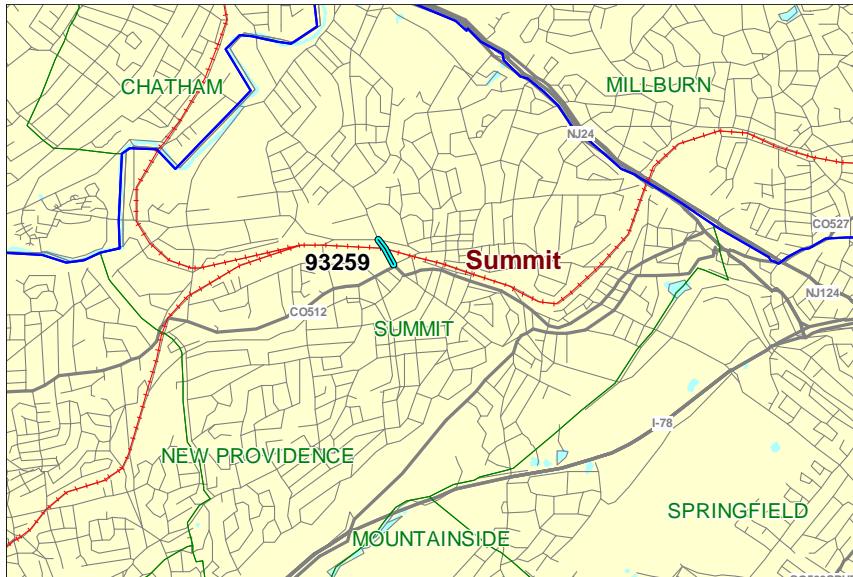 CHATHAM
MILLBURN
NJ24
CO527
93259
Summit
NJ124
CO512
SUMMIT
I-78
NEW PROVIDENCE
SPRINGFIELD
MOUNTAINSIDE